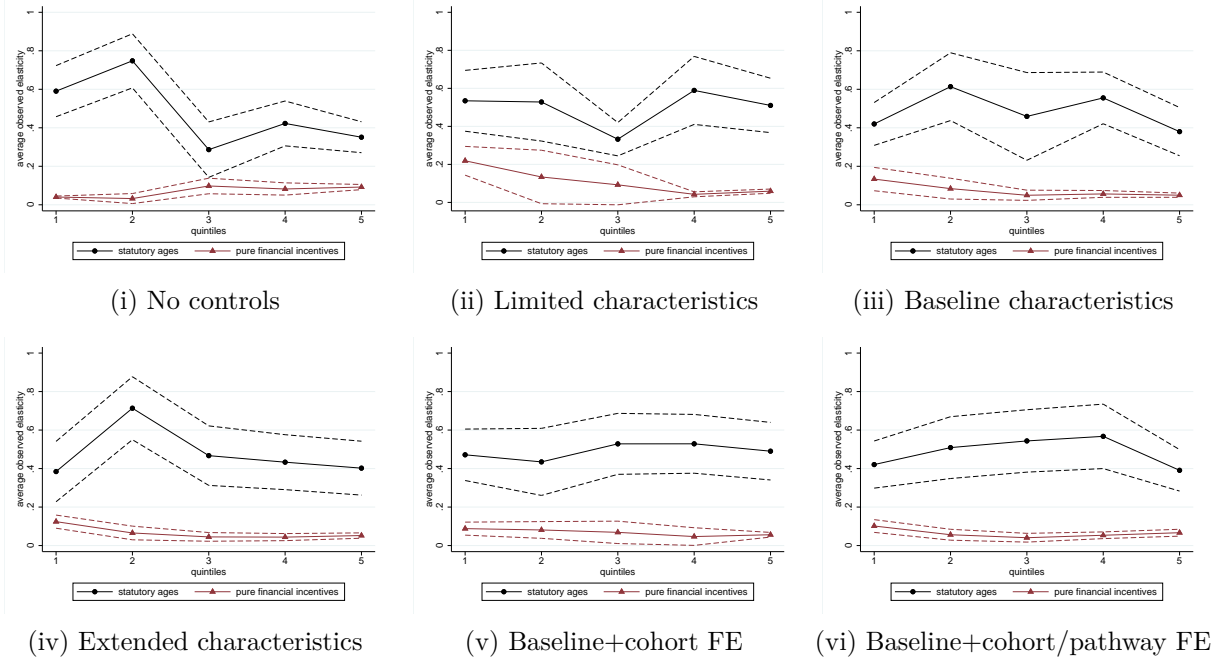 average observed elasticity
0 .2 .4 .6 .8 1
1 2 3 4 5
quintiles
statutory ages pure financial incentives
(i) No controls
average observed elasticity
0 .2 .4 .6 .8 1
1 2 3 4 5
quintiles
statutory ages pure financial incentives
(ii) Limited characteristics
average observed elasticity
0 .2 .4 .6 .8 1
1 2 3 4 5
quintiles
statutory ages pure financial incentives
(iii) Baseline characteristics
average observed elasticity
0 .2 .4 .6 .8 1
1 2 3 4 5
quintiles
statutory ages pure financial incentives
(iv) Extended characteristics
average observed elasticity
0 .2 .4 .6 .8 1
1 2 3 4 5
quintiles
statutory ages pure financial incentives
(v) Baseline+cohort FE
average observed elasticity
0 .2 .4 .6 .8 1
1 2 3 4 5
quintiles
statutory ages pure financial incentives
(vi) Baseline+cohort/pathway FE